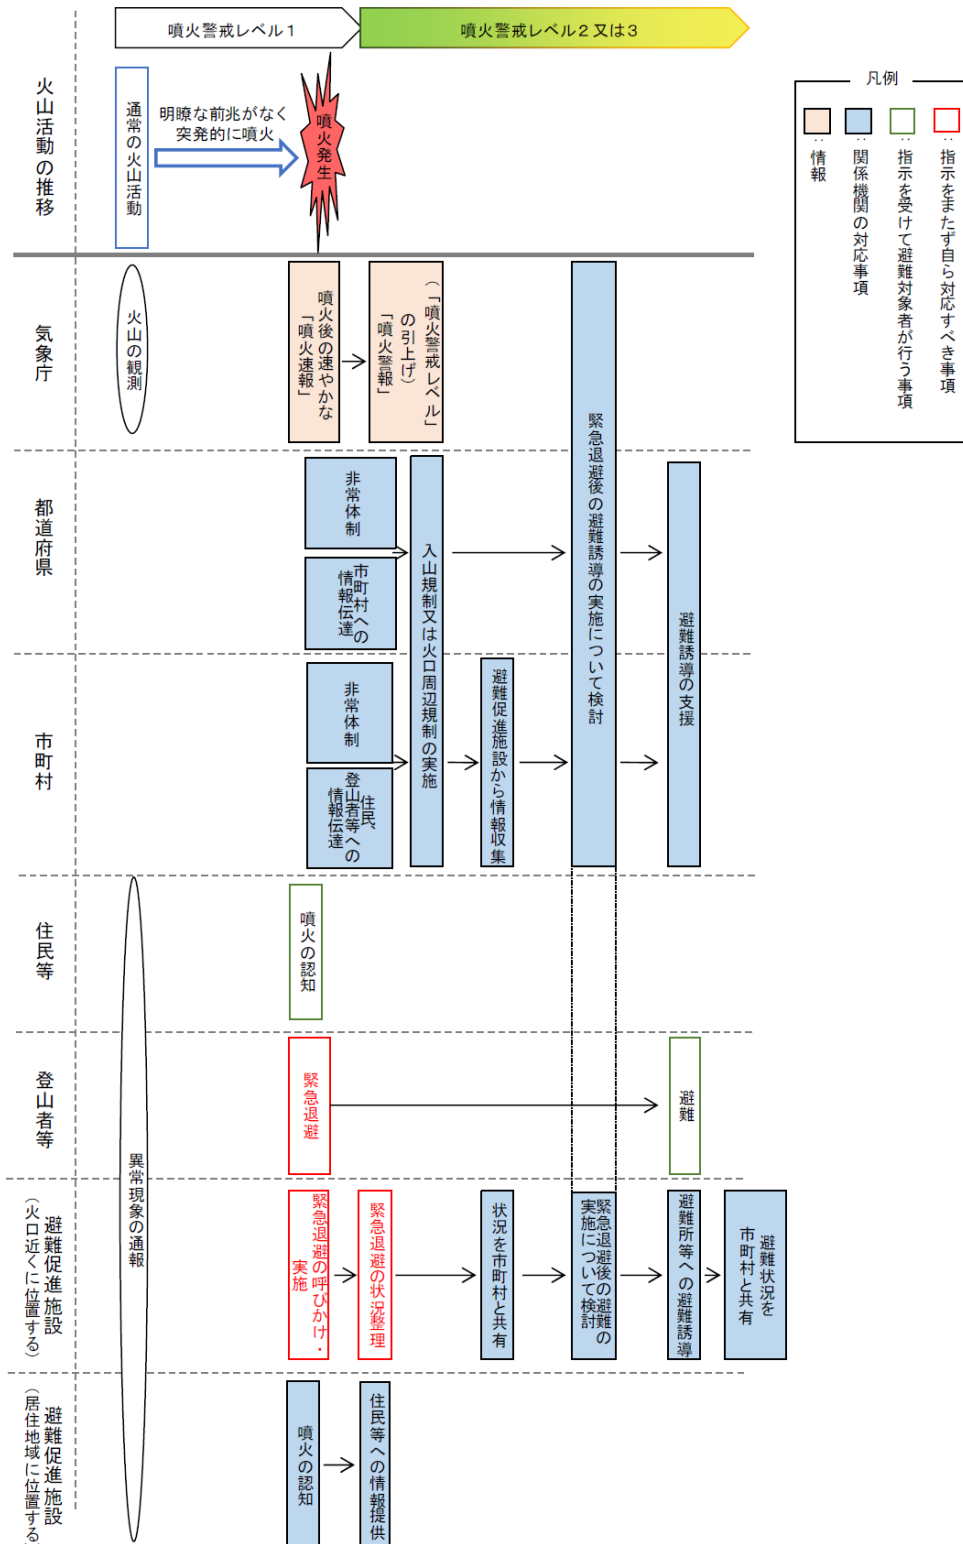 噴火警戒レベル１
噴火警戒レベル２又は３
火山活動の推移
通常の火山活動
明瞭な前兆がなく
突発的に噴火
噴火発生
凡例
：情報
：関係機関の対応事項
：指示を受けて避難対象者が行う事項
：指示をまたず自ら対応すべき事項
気象庁
火山の観測
噴火後の速やかな
「噴火速報」
（「噴火警戒レベル」
の引上げ）
「噴火警報」
緊急退避後の避難誘導の実施について検討
都道府県
非常体制
市町村への
情報伝達
入山規制又は火口周辺規制の実施
避難誘導の支援
市町村
非常体制
住民、
登山者等への
情報伝達
避難促進施設から情報収集
住民等
噴火の認知
異常現象の通報
登山者等
緊急退避
避難
避難促進施設
（火口近くに位置する）
緊急退避の呼びかけ・
実施
緊急退避の状況整理
状況を市町村と共有
緊急退避後の避難の
実施について検討
避難所等への避難誘導
避難状況を
市町村と共有
避難促進施設
（居住地域に位置する）
噴火の認知
住民等への情報提供